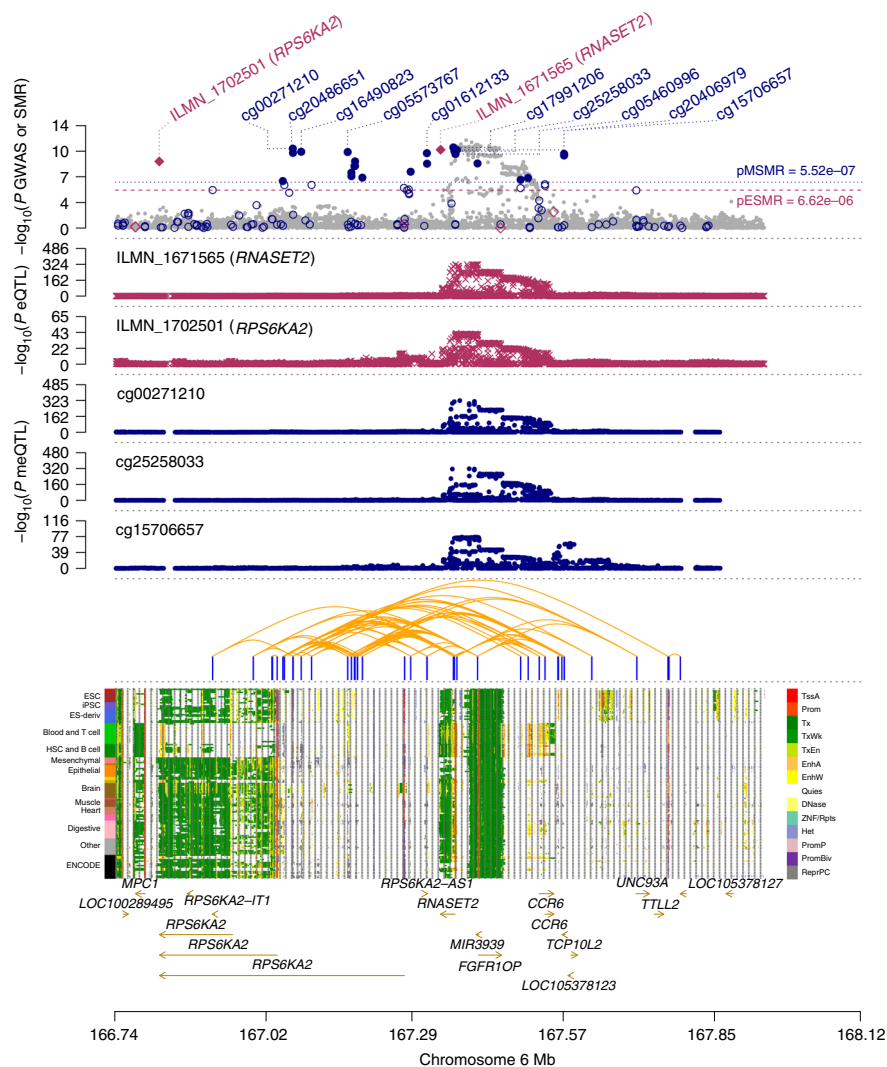 ILMN_1702501 (RPS6KA2)
cg00271210
cg20486651
cg16490823
cg05573767
cg01612133
ILMN_1671565 (RNASET2)
cg17991206
cg25258033
cg05460996
cg20406979
cg15706657
−log10(P GWAS or SMR)
14
10
7
4
0
pMSMR = 5.52e−07
pESMR = 6.62e−06
−log10(P eQTL)
486
324
162
0
ILMN_1671565 (RNASET2)
65
43
22
0
ILMN_1702501 (RPS6KA2)
−log10(P meQTL)
485
323
162
0
cg00271210
480
320
160
0
cg25258033
116
77
39
0
cg15706657
ESC
iPSC
ES-deriv
Blood and T cell
HSC and B cell
Mesenchymal
Epithelial
Brain
Muscle
Heart
Digestive
Other
ENCODE
TssA
Prom
Tx
TxWk
TxEn
EnhA
EnhW
Quies
DNase
ZNF/Rpts
Het
PromP
PromBiv
ReprPC
MPC1
RPS6KA2−AS1
UNC93A
LOC105378127
LOC100289495
RPS6KA2−IT1
RNASET2
CCR6
TTLL2
RPS6KA2
CCR6
RPS6KA2
MIR3939
TCP10L2
RPS6KA2
FGFR1OP
LOC105378123
166.74 167.02 167.29 167.57 167.85 168.12
Chromosome 6 Mb